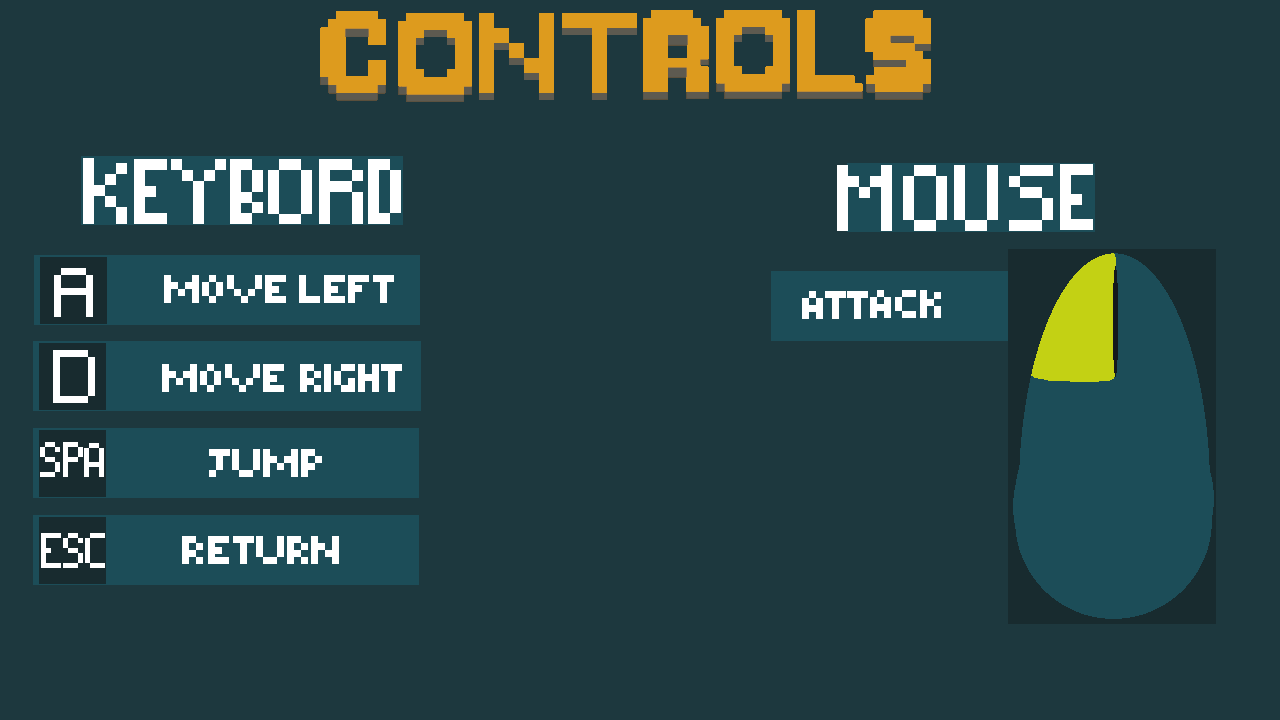 CONTROLS
KEYBORD
A MOVE LEFT
D MOVE RIGHT
SPA JUMP
ESC RETURN
MOUSE
ATTACK